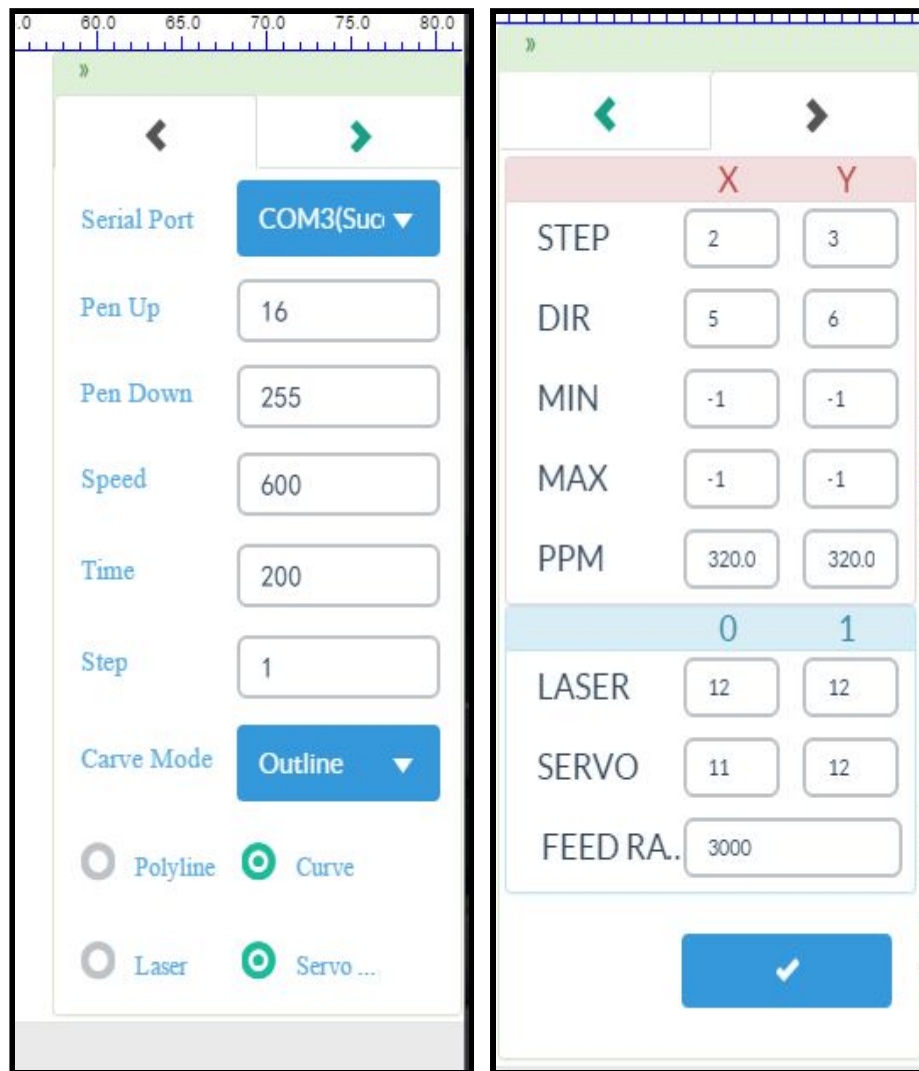 .0 60.0 65.0 70.0 75.0 80.0
»
Serial Port COM3(Suc
Pen Up 16
Pen Down 255
Speed 600
Time 200
Step 1
Carve Mode Outline
Polyline Curve
Laser Servo ...
»
X Y
STEP 2 3
DIR 5 6
MIN -1 -1
MAX -1 -1
PPM 320.0 320.0
0 1
LASER 12 12
SERVO 11 12
FEED RA.. 3000